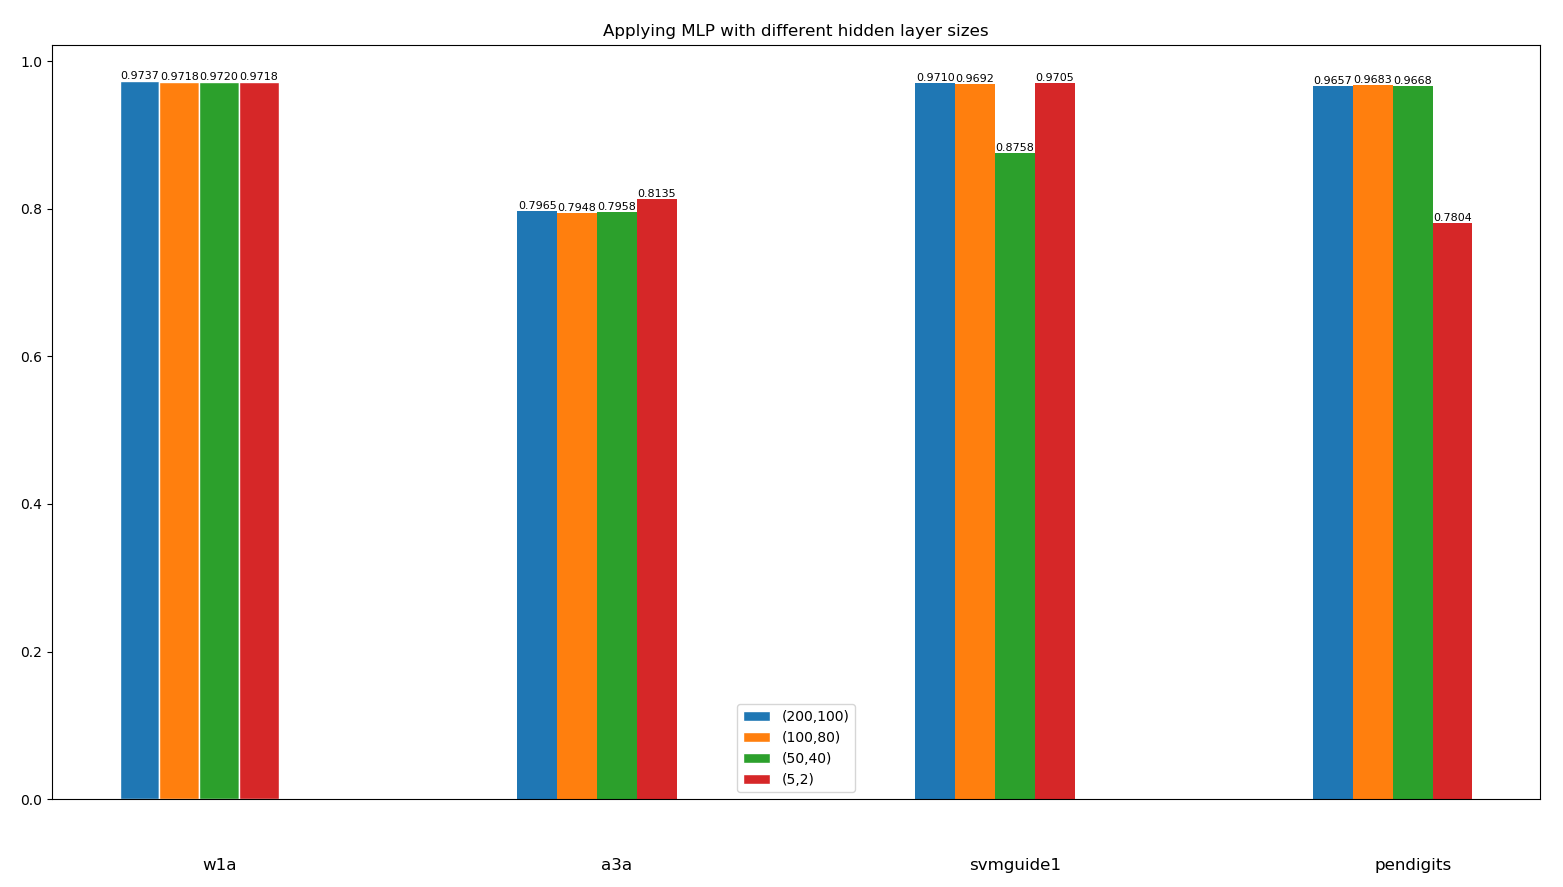 Applying MLP with different hidden layer sizes
1.0
0.8
0.6
0.4
0.2
0.0
0.9737 0.9718 0.9720 0.9718
0.7965 0.7948 0.7958 0.8135
0.9710 0.9692 0.8758 0.9705
0.9657 0.9683 0.9668 0.7804
(200,100)
(100,80)
(50,40)
(5,2)
w1a a3a svmguide1 pendigits